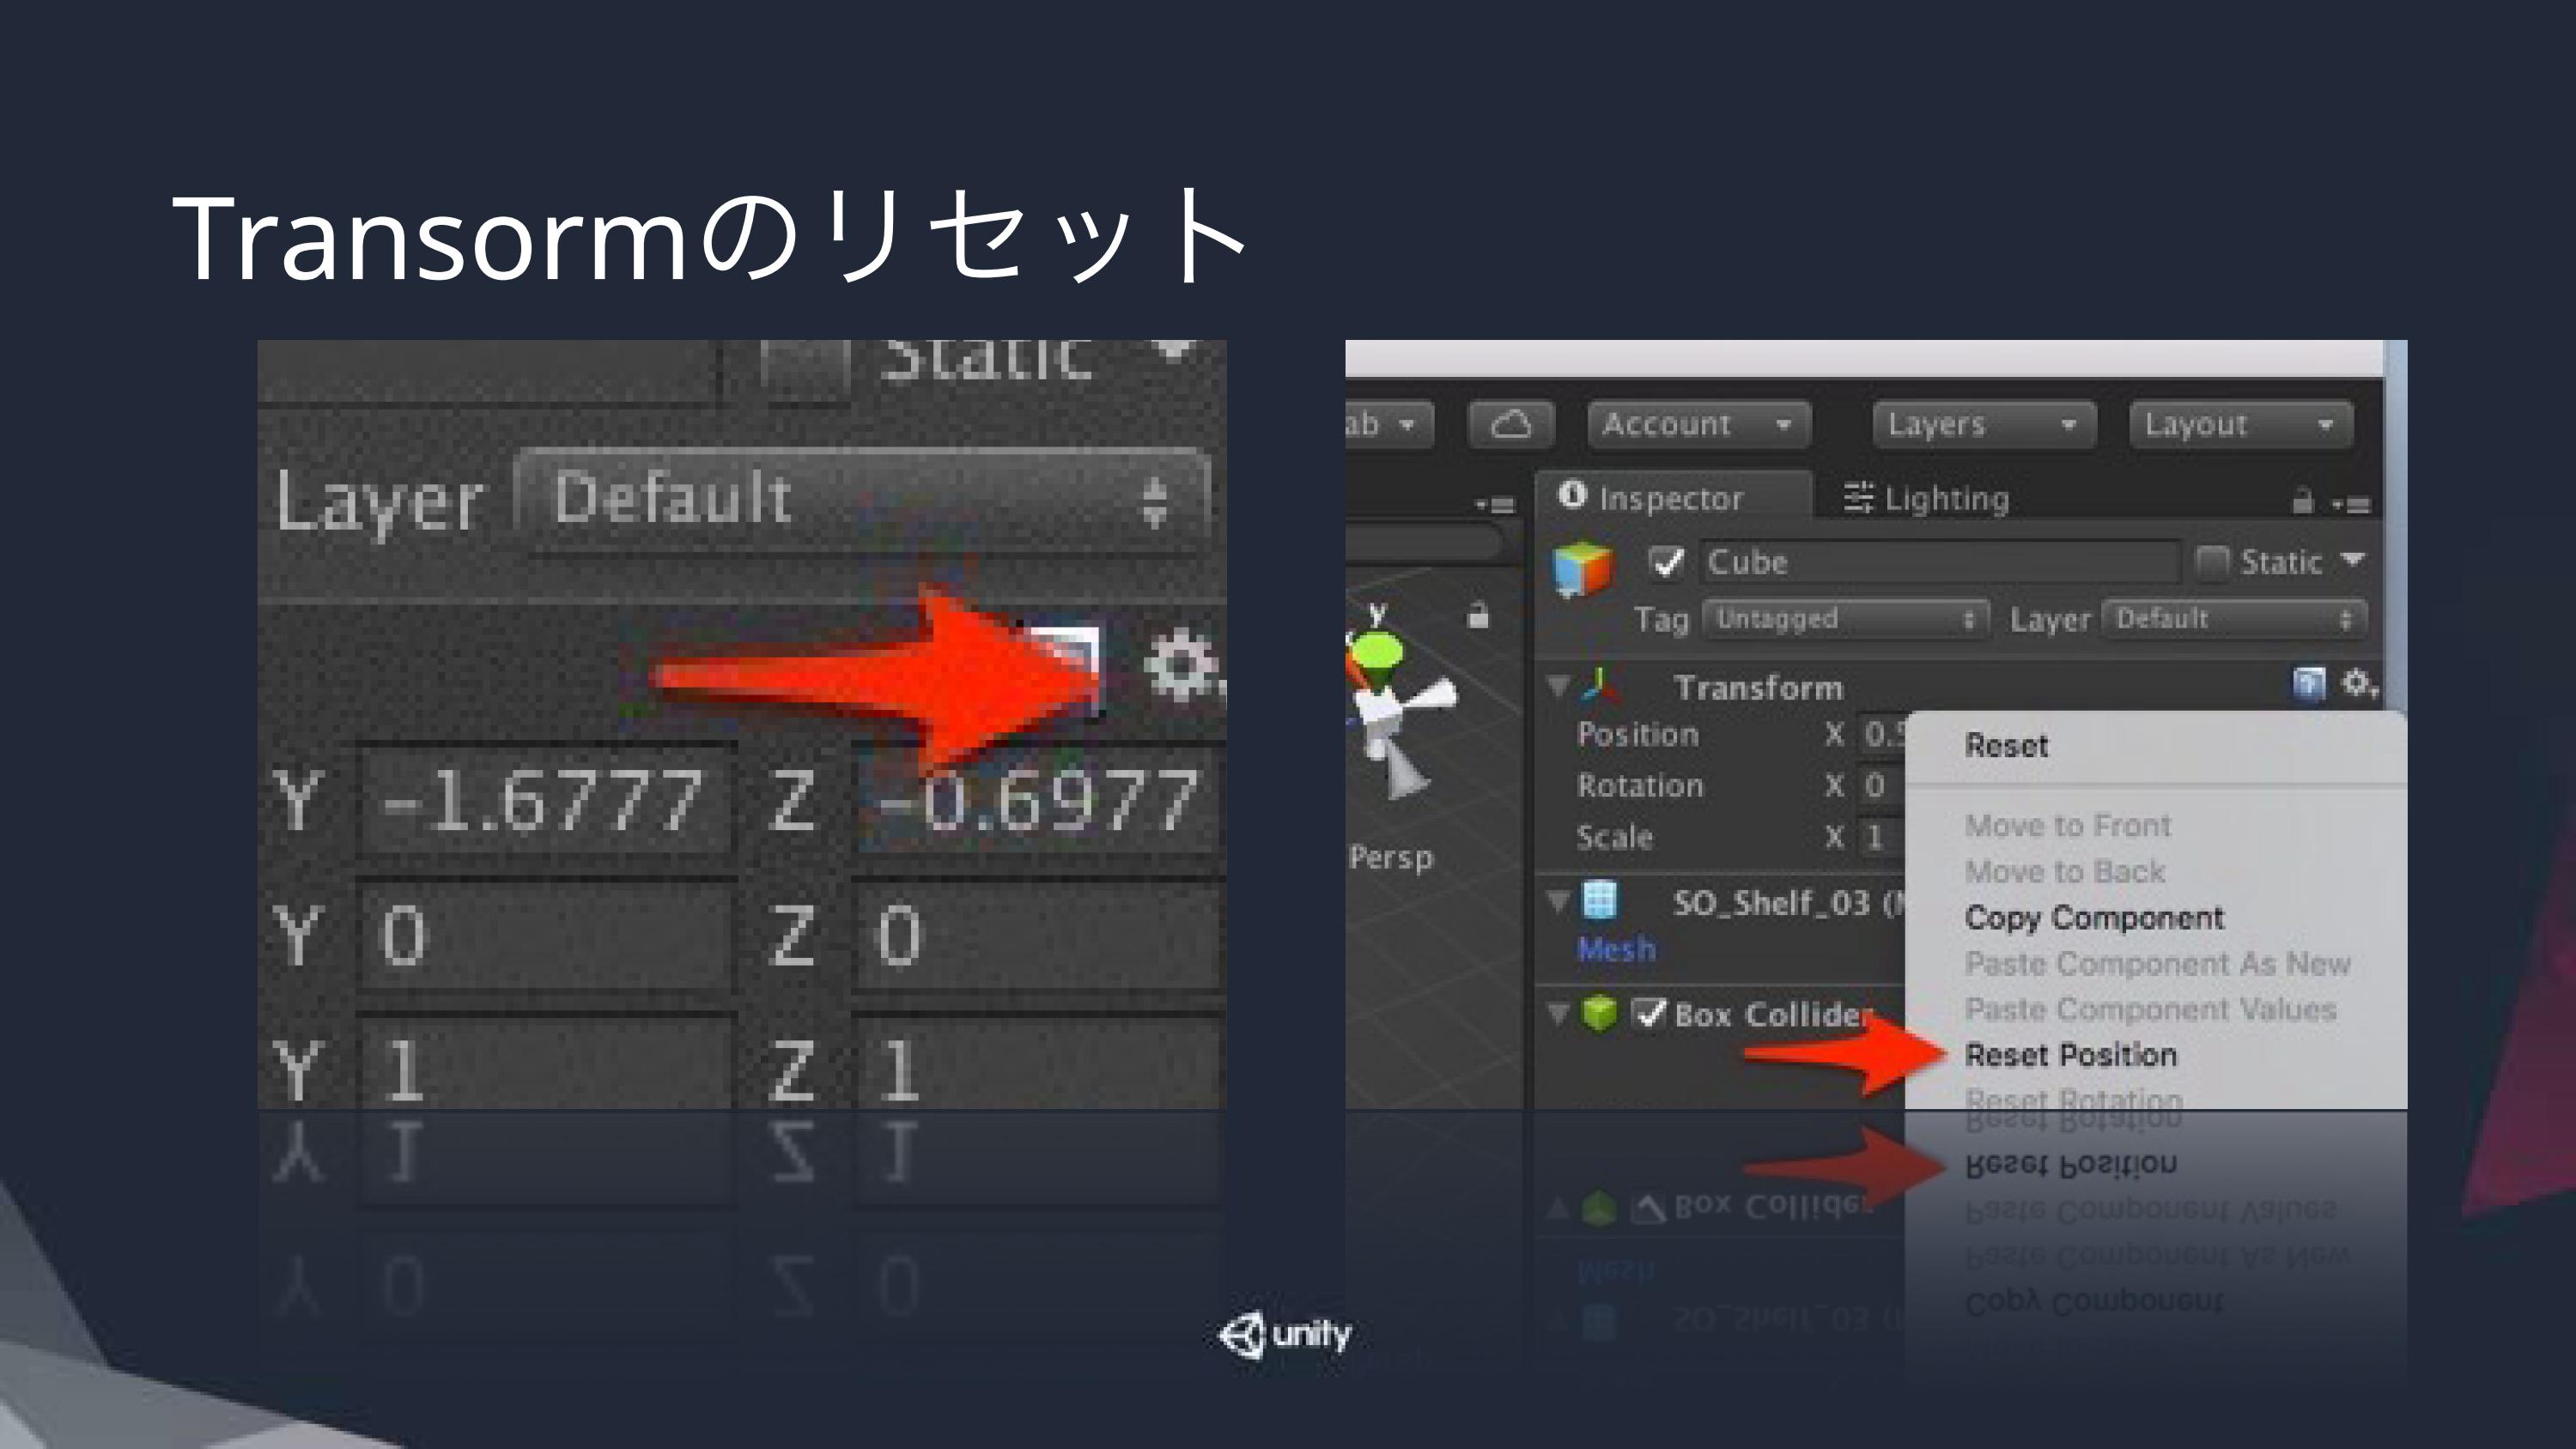 Transormのリセット
Static
Layer Default
Y -1.6777 Z -0.6977
Y 0 Z 0
Y 1 Z 1
ab Account Layers Layout
Inspector Lighting
Cube Static
Tag Untagged Layer Default
y
Transform
Position X 0.5
Rotation X 0
Scale X 1
Persp
SO_Shelf_03 (M
Mesh
Box Collider
Reset
Move to Front
Move to Back
Copy Component
Paste Component As New
Paste Component Values
Reset Position
Reset Rotation
unity